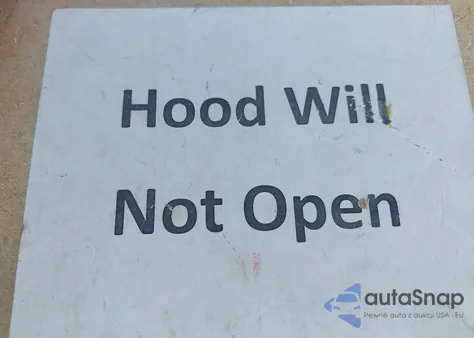 Hood Will
Not Open
autaSnap
Pewne auta z aukcji USA - EU